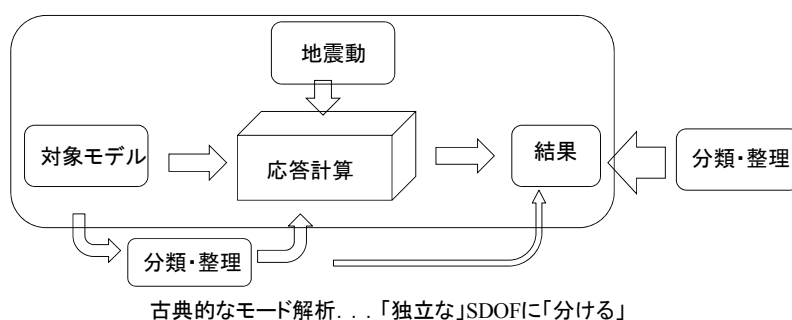 地震動
対象モデル
応答計算
結果
分類・整理
分類・整理
古典的なモード解析. . . 「独立な」SDOFに「分ける」